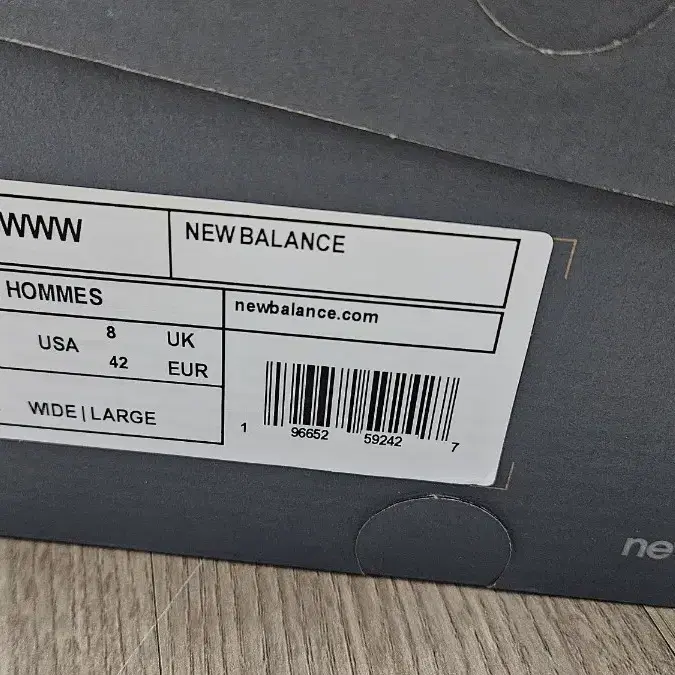 WWW
NEW BALANCE
HOMMES
newbalance.com
USA 8 UK
42 EUR
WIDE | LARGE
1 96652 59242 7
ne